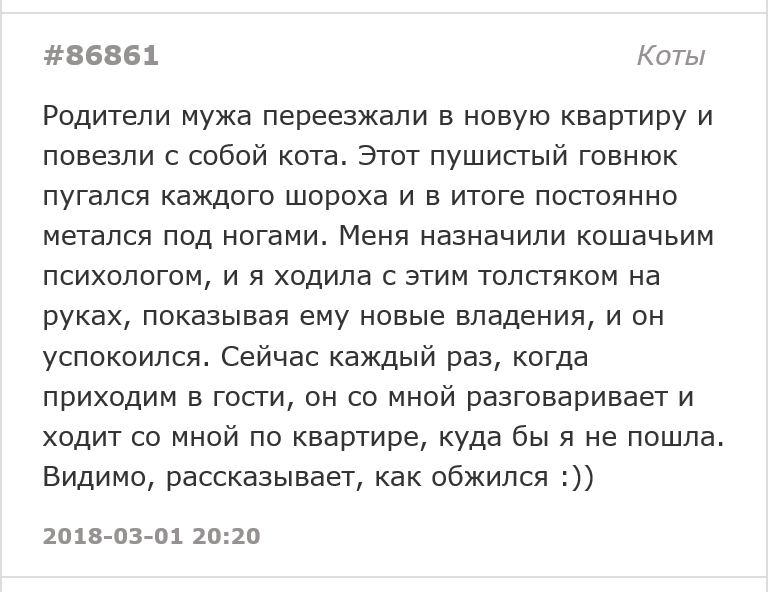 #86861 Коты
Родители мужа переезжали в новую квартиру и
повезли с собой кота. Этот пушистый говнюк
пугался каждого шороха и в итоге постоянно
метался под ногами. Меня назначили кошачьим
психологом, и я ходила с этим толстяком на
руках, показывая ему новые владения, и он
успокоился. Сейчас каждый раз, когда
приходим в гости, он со мной разговаривает и
ходит со мной по квартире, куда бы я не пошла.
Видимо, рассказывает, как обжился :))
2018-03-01 20:20